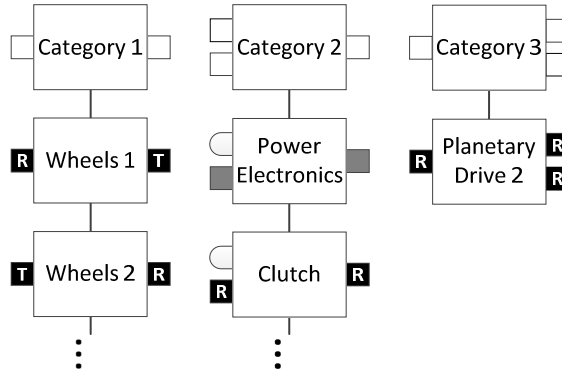 Category 1
Category 2
Category 3
R
Wheels 1
T
Power
Electronics
R
Planetary
Drive 2
R
R
T
Wheels 2
R
R
Clutch
R